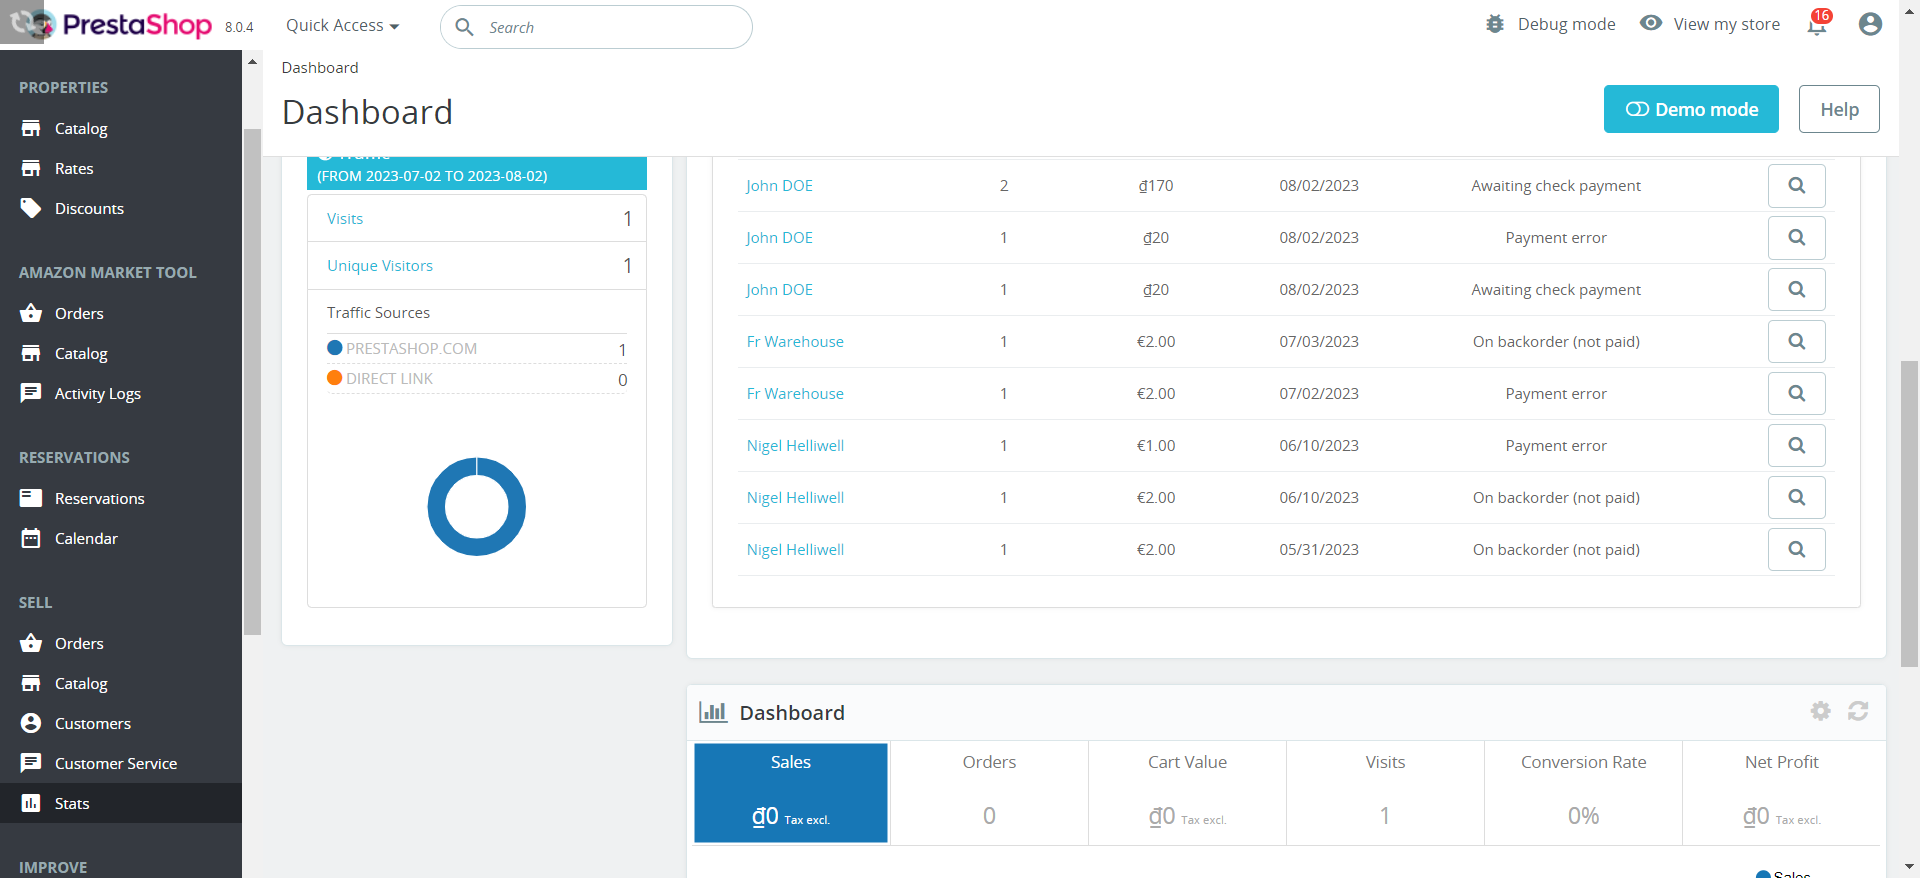 PrestaShop 8.0.4
Quick Access
Search
Debug mode
View my store
16
Dashboard
Dashboard
Demo mode
Help
PROPERTIES
Catalog
Rates
Discounts
AMAZON MARKET TOOL
Orders
Catalog
Activity Logs
RESERVATIONS
Reservations
Calendar
SELL
Orders
Catalog
Customers
Customer Service
Stats
IMPROVE
(FROM 2023-07-02 TO 2023-08-02)
Visits 1
Unique Visitors 1
Traffic Sources
PRESTASHOP.COM 1
DIRECT LINK 0
John DOE 2 ₫170 08/02/2023 Awaiting check payment
John DOE 1 ₫20 08/02/2023 Payment error
John DOE 1 ₫20 08/02/2023 Awaiting check payment
Fr Warehouse 1 €2.00 07/03/2023 On backorder (not paid)
Fr Warehouse 1 €2.00 07/02/2023 Payment error
Nigel Helliwell 1 €1.00 06/10/2023 Payment error
Nigel Helliwell 1 €2.00 06/10/2023 On backorder (not paid)
Nigel Helliwell 1 €2.00 05/31/2023 On backorder (not paid)
Dashboard
Sales Orders Cart Value Visits Conversion Rate Net Profit
₫0 Tax excl. 0 ₫0 Tax excl. 1 0% ₫0 Tax excl.
Sales